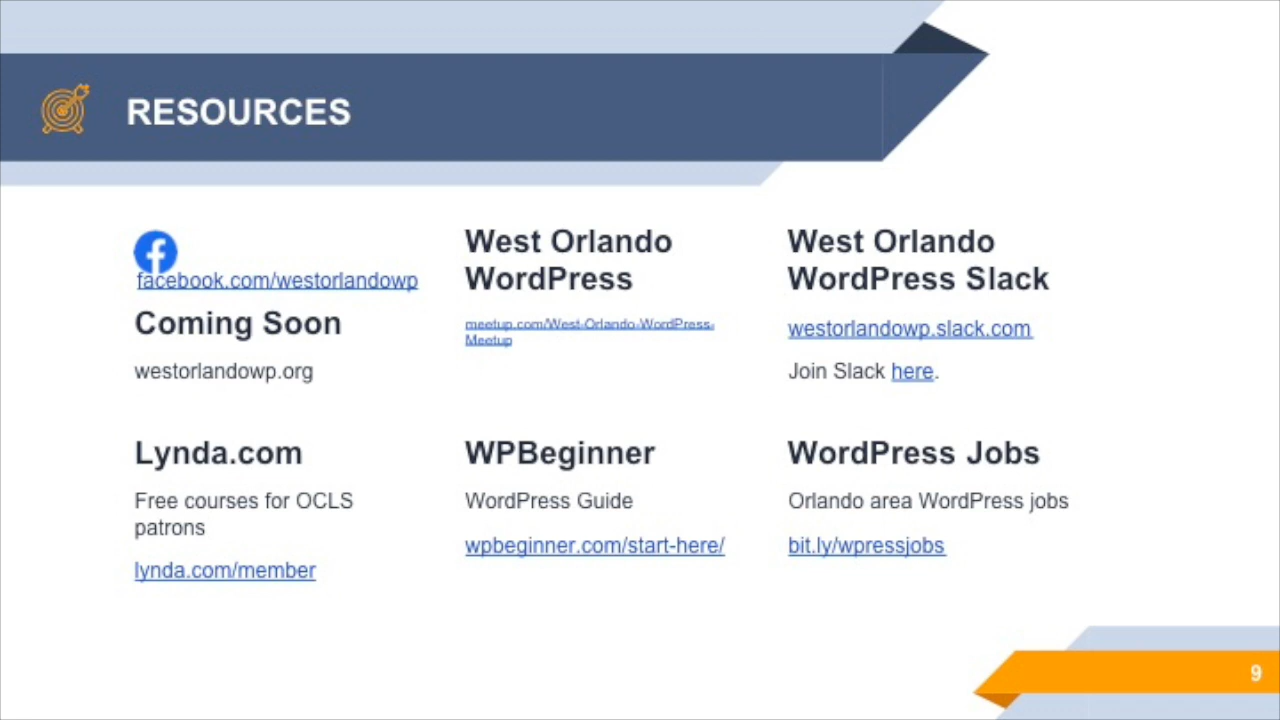 RESOURCES
facebook.com/westorlandowp
Coming Soon
westorlandowp.org
West Orlando
WordPress
meetup.com/West-Orlando-WordPress-
Meetup
West Orlando
WordPress Slack
westorlandowp.slack.com
Join Slack here.
Lynda.com
Free courses for OCLS
patrons
lynda.com/member
WPBeginner
WordPress Guide
wpbeginner.com/start-here/
WordPress Jobs
Orlando area WordPress jobs
bit.ly/wpressjobs
9